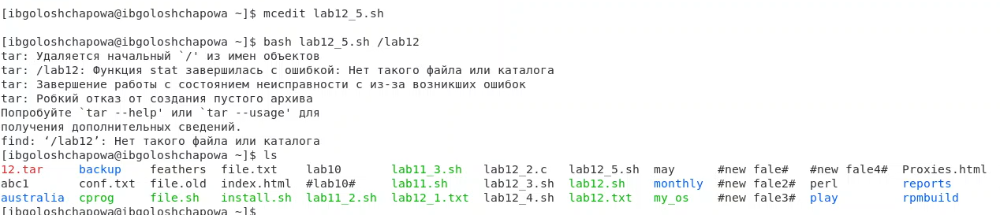 [ibgoloshchapowa@ibgoloshchapowa ~]$ mcedit lab12_5.sh
[ibgoloshchapowa@ibgoloshchapowa ~]$ bash lab12_5.sh /lab12
tar: Удаляется начальный `/' из имен объектов
tar: /lab12: Функция stat завершилась с ошибкой: Нет такого файла или каталога
tar: Завершение работы с состоянием неисправности с из-за возникших ошибок
tar: Робкий отказ от создания пустого архива
Попробуйте `tar --help' или `tar --usage' для
получения дополнительных сведений.
find: ‘/lab12’: Нет такого файла или каталога
[ibgoloshchapowa@ibgoloshchapowa ~]$ ls
12.tar backup feathers file.txt lab10 lab11_3.sh lab12_2.c lab12_5.sh may #new fale# #new fale4# Proxies.html
abc1 conf.txt file.old index.html #lab10# lab11.sh lab12_3.sh lab12.sh monthly #new fale2# perl reports
australia cprog file.sh install.sh lab11_2.sh lab12_1.txt lab12_4.sh lab12.txt my_os #new fale3# play rpmbuild
[ibgoloshchapowa@ibgoloshchapowa ~]$